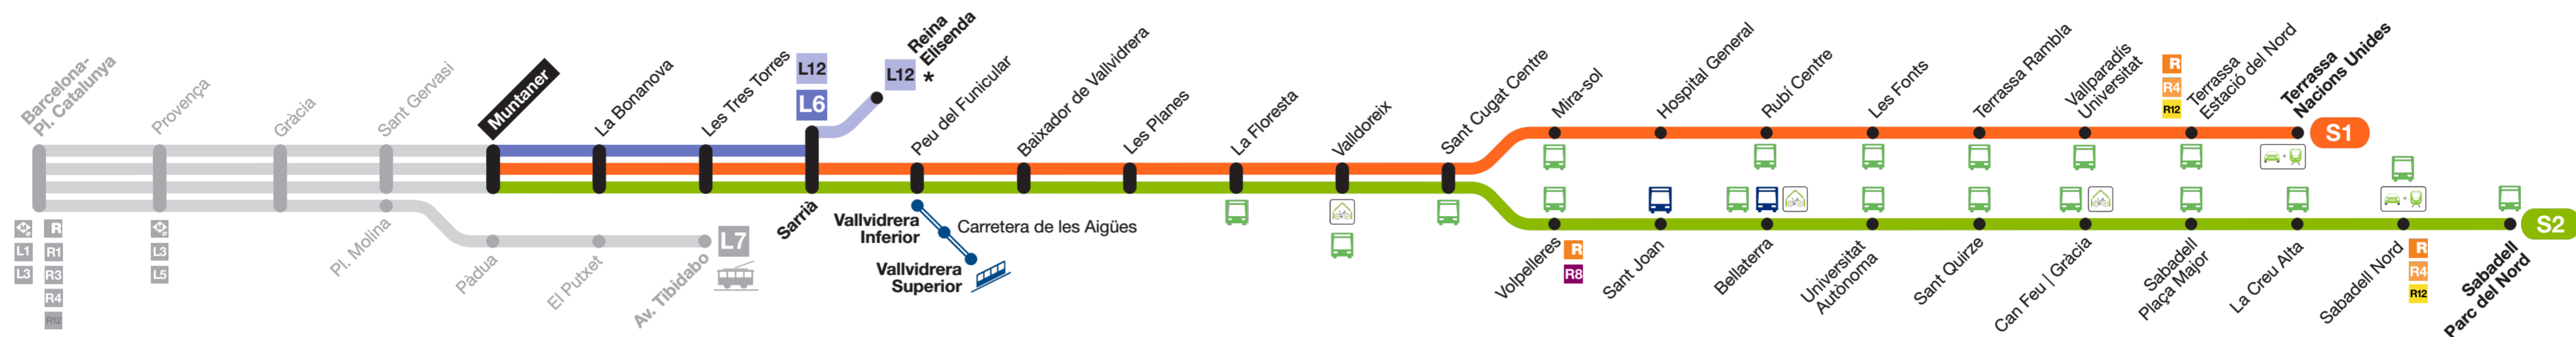 Barcelona-
Pl. Catalunya
Provença
Gràcia
Sant Gervasi
Muntaner
La Bonanova
Les Tres Torres
L12
L6
Sarrià
L12
*
Reina
Elisenda
Peu del Funicular
Baixador de Vallvidrera
Les Planes
La Floresta
Valldoreix
Sant Cugat Centre
Mira-sol
Hospital General
Rubí Centre
Les Fonts
Terrassa Rambla
Vallparadís
Universitat
R
R4
R12
Terrassa
Estació del Nord
Terrassa
Nacions Unides
S1
L1
L3
R
R1
R3
R4
R12
L3
L5
Pl. Molina
Pàdua
El Putxet
Av. Tibidabo
L7
Vallvidrera
Inferior
Carretera de les Aigües
Vallvidrera
Superior
Volpelleres
R
R8
Sant Joan
Bellaterra
Universitat
Autònoma
Sant Quirze
Can Feu | Gràcia
Sabadell
Plaça Major
La Creu Alta
Sabadell Nord
R
R4
R12
Sabadell
Parc del Nord
S2